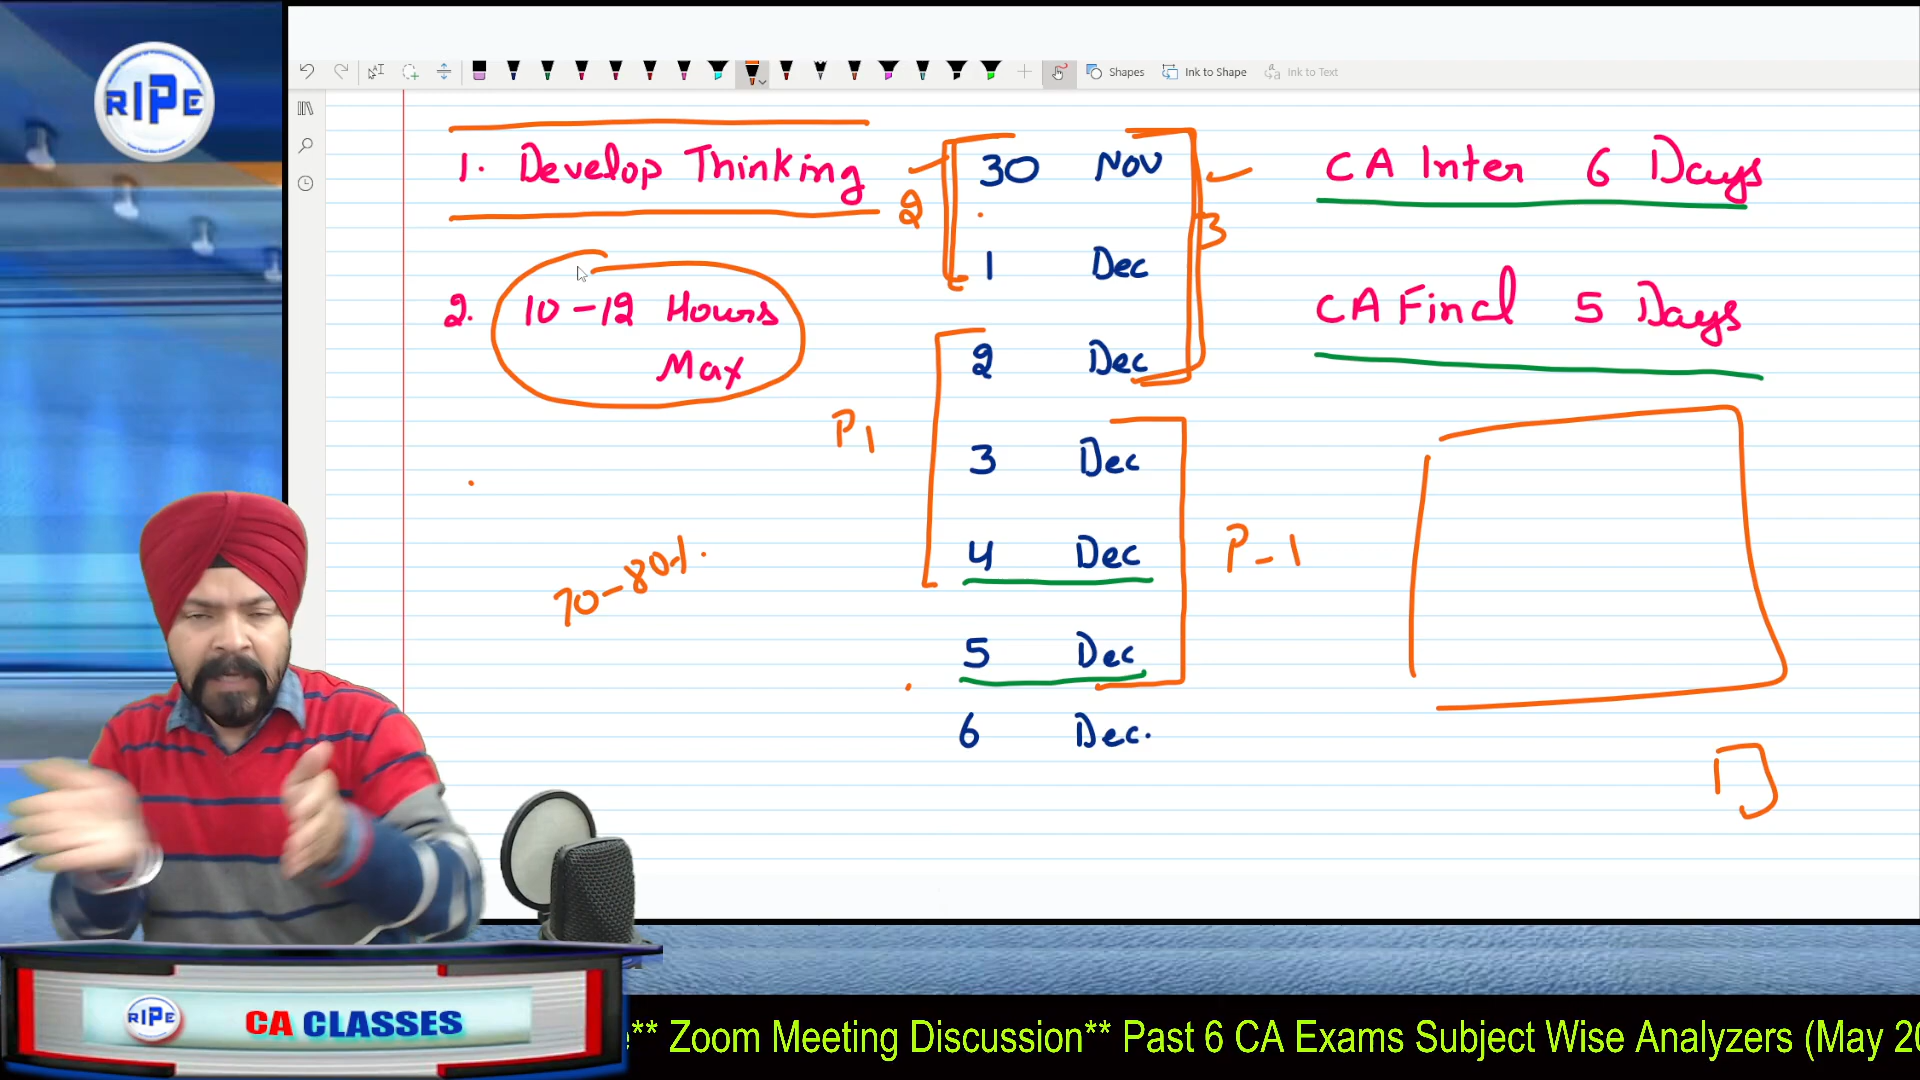 RIPE
Shapes
Ink to Shape
Ink to Text
1. Develop Thinking
2
30 Nov
3
CA Inter 6 Days
1 Dec
2. 10-12 Hours
Max
CA Final 5 Days
2 Dec
P1
3 Dec
4 Dec
P-1
70-80%.
5 Dec
6 Dec.
RIPE
CA CLASSES
e** Zoom Meeting Discussion** Past 6 CA Exams Subject Wise Analyzers (May 20